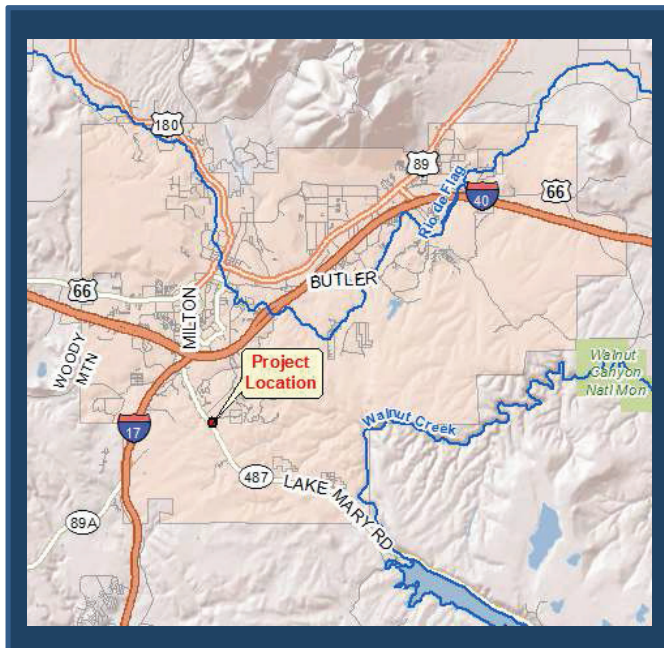 180
89
66
40
Rio de Flag
BUTLER
66
MILTON
WOODY
MTN
Project
Location
Walnut
Canyon
Natl Mon
17
Walnut Creek
487
LAKE MARY RD
89A